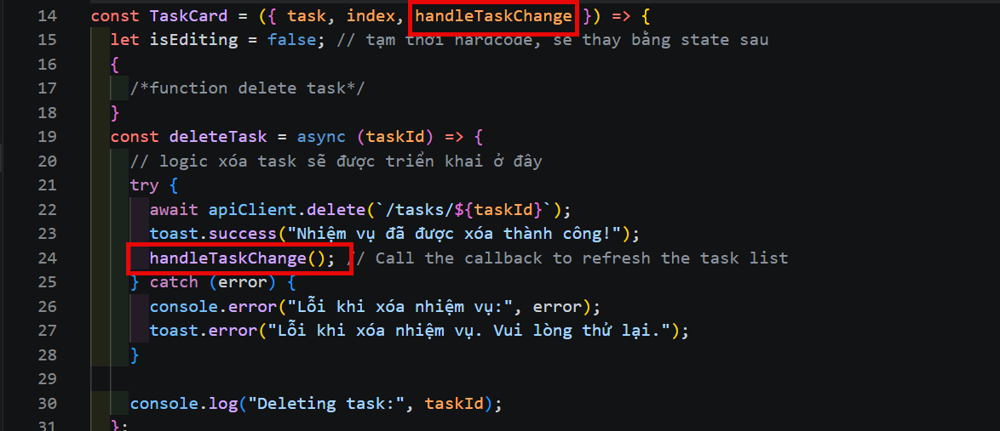 14 const TaskCard = ({ task, index, handleTaskChange }) => {
15 let isEditing = false; // tạm thời hardcode, sẽ thay bằng state sau
16 {
17 /*function delete task*/
18 }
19 const deleteTask = async (taskId) => {
20 // logic xóa task sẽ được triển khai ở đây
21 try {
22 await apiClient.delete(`/tasks/${taskId}`);
23 toast.success("Nhiệm vụ đã được xóa thành công!");
24 handleTaskChange(); // Call the callback to refresh the task list
25 } catch (error) {
26 console.error("Lỗi khi xóa nhiệm vụ:", error);
27 toast.error("Lỗi khi xóa nhiệm vụ. Vui lòng thử lại.");
28 }
29
30 console.log("Deleting task:", taskId);
31 };